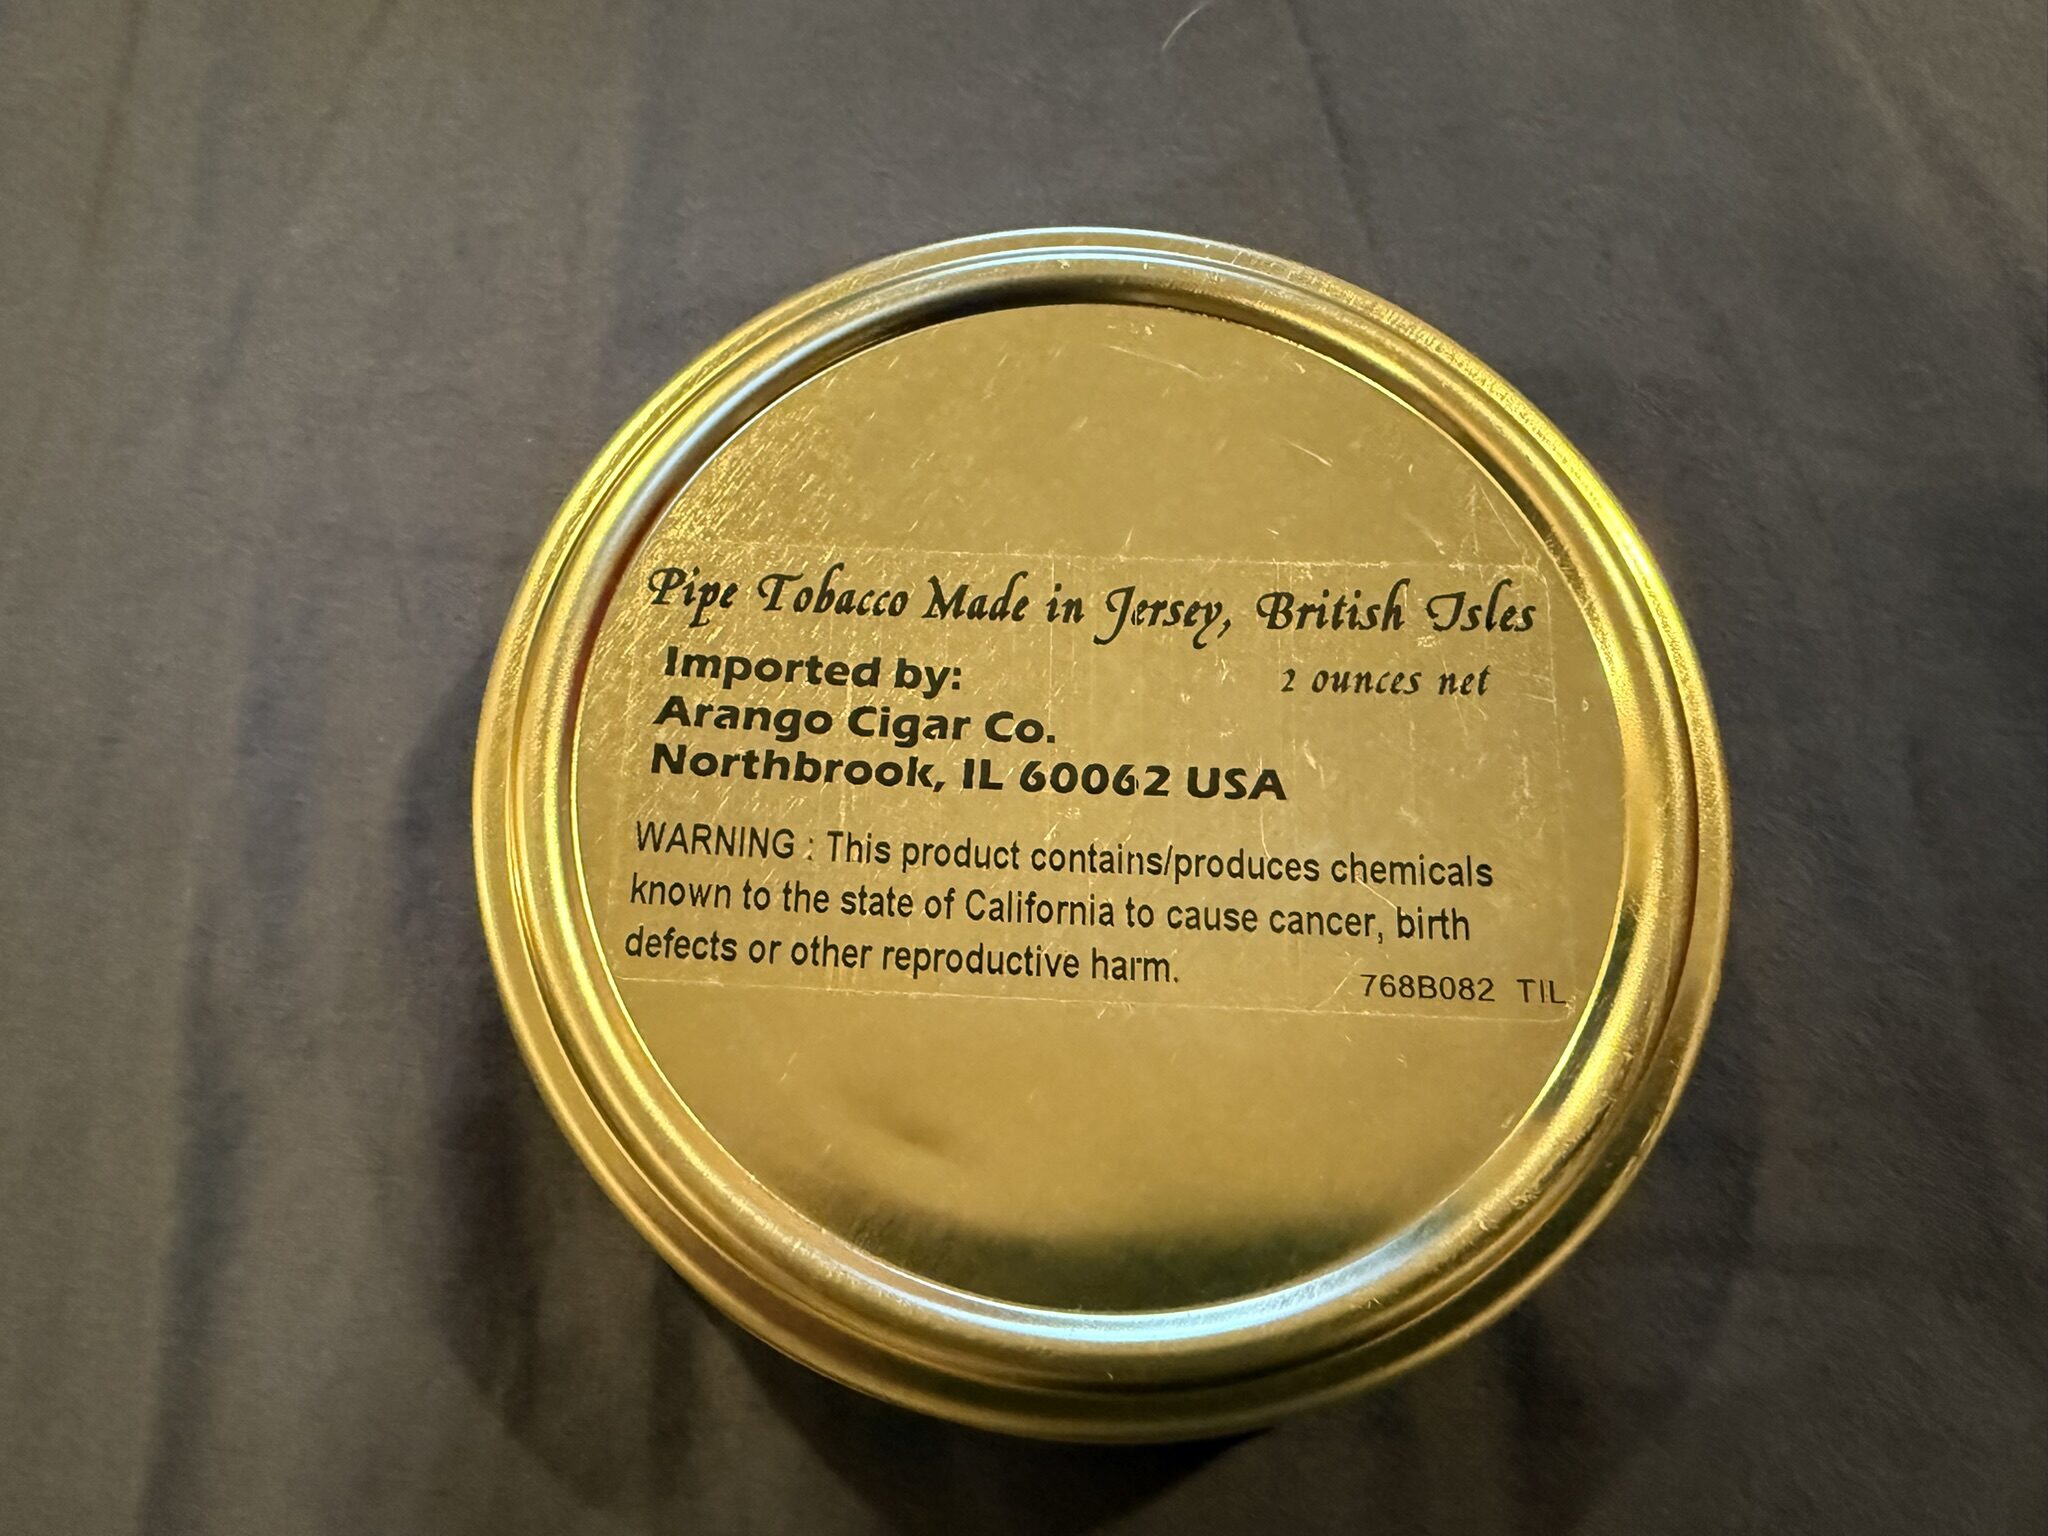 Pipe Tobacco Made in Jersey, British Isles
Imported by:
2 ounces net
Arango Cigar Co.
Northbrook, IL 60062 USA
WARNING : This product contains/produces chemicals
known to the state of California to cause cancer, birth
defects or other reproductive harm.
768B082 TIL